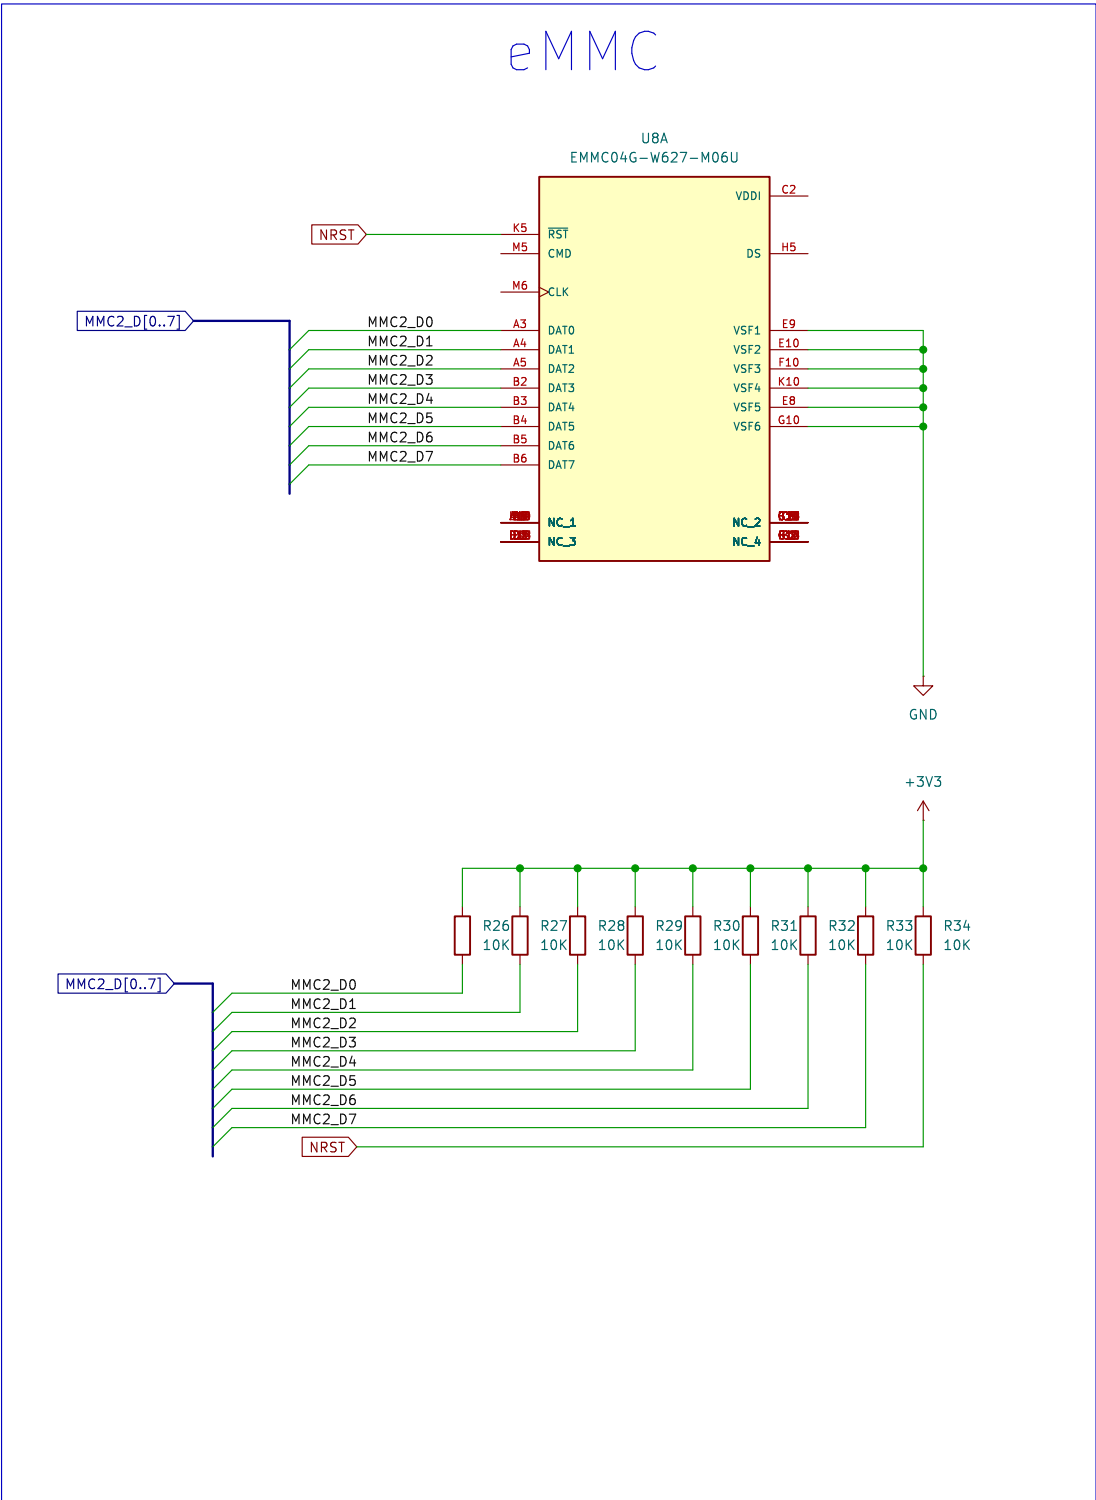 eMMC
U8A
EMMC04G-W627-M06U
C2
VDDI
NRST
K5
RST
M5
CMD
H5
DS
M6
CLK
MMC2_D[0..7]
MMC2_D0
A3
DAT0
VSF1
E9
MMC2_D1
A4
DAT1
VSF2
E10
MMC2_D2
A5
DAT2
VSF3
F10
MMC2_D3
B2
DAT3
VSF4
K10
MMC2_D4
B3
DAT4
VSF5
E8
MMC2_D5
B4
DAT5
VSF6
G10
MMC2_D6
B5
DAT6
MMC2_D7
B6
DAT7
NC_1
NC_2
NC_3
NC_4
GND
+3V3
R26
10K
R27
10K
R28
10K
R29
10K
R30
10K
R31
10K
R32
10K
R33
10K
R34
10K
MMC2_D[0..7]
MMC2_D0
MMC2_D1
MMC2_D2
MMC2_D3
MMC2_D4
MMC2_D5
MMC2_D6
MMC2_D7
NRST